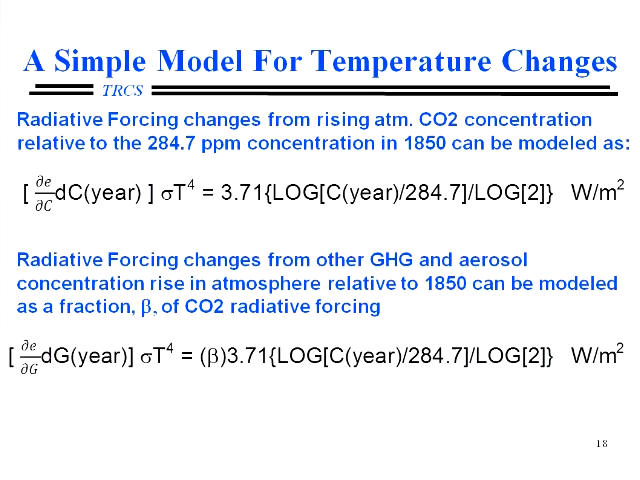 A Simple Model For Temperature Changes
TRCS
Radiative Forcing changes from rising atm. CO2 concentration
relative to the 284.7 ppm concentration in 1850 can be modeled as:
[ ∂e/∂C dC(year) ] σT⁴ = 3.71{LOG[C(year)/284.7]/LOG[2]} W/m²
Radiative Forcing changes from other GHG and aerosol
concentration rise in atmosphere relative to 1850 can be modeled
as a fraction, β, of CO2 radiative forcing
[ ∂e/∂G dG(year)] σT⁴ = (β)3.71{LOG[C(year)/284.7]/LOG[2]} W/m²
18